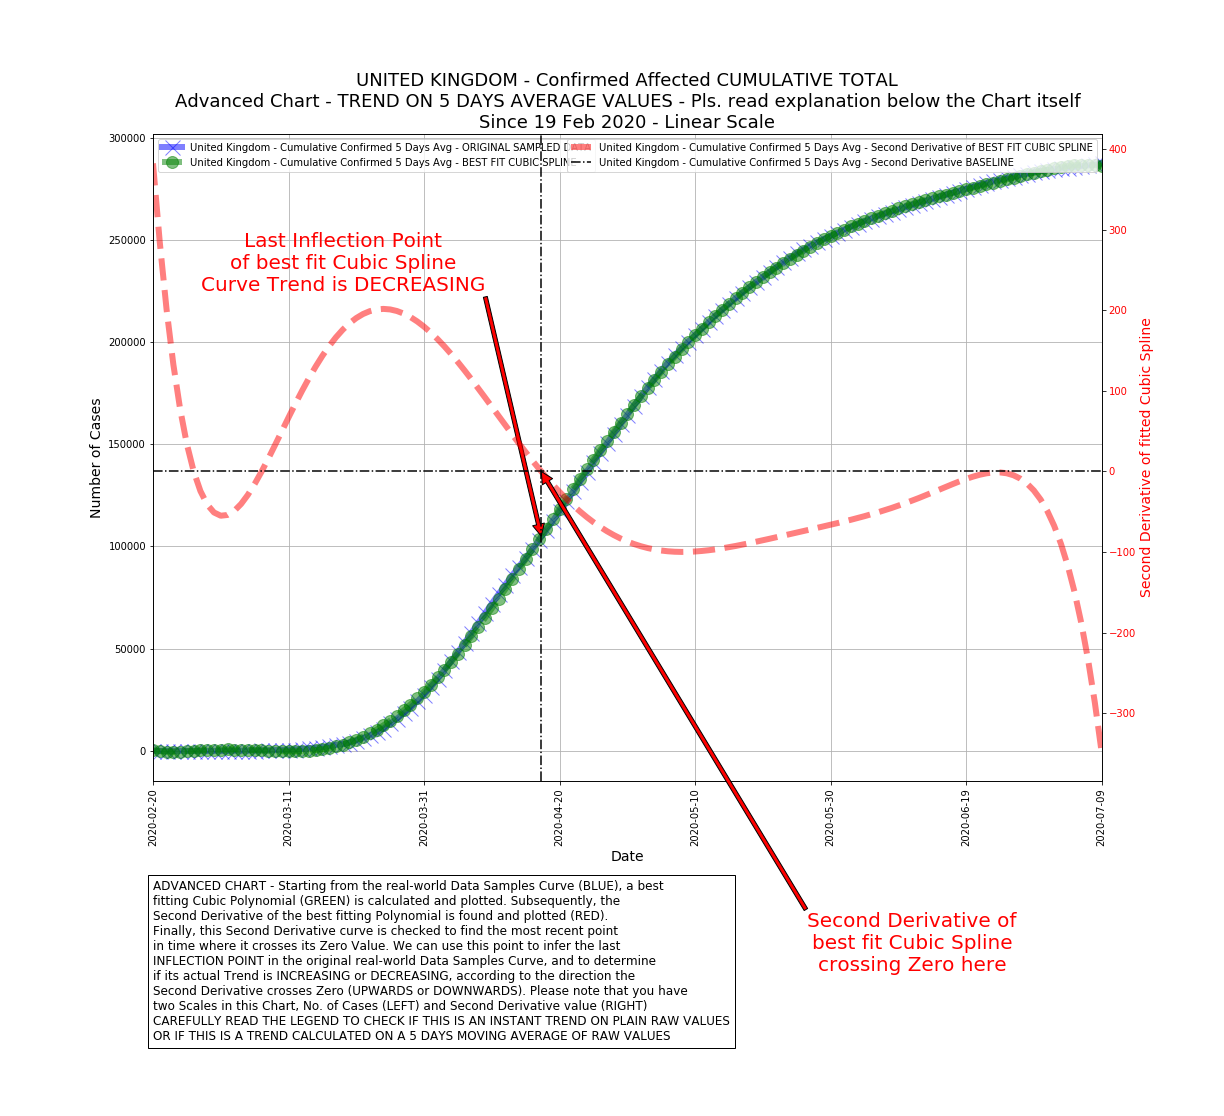 UNITED KINGDOM - Confirmed Affected CUMULATIVE TOTAL
Advanced Chart - TREND ON 5 DAYS AVERAGE VALUES - Pls. read explanation below the Chart itself
Since 19 Feb 2020 - Linear Scale
United Kingdom - Cumulative Confirmed 5 Days Avg - ORIGINAL SAMPLED DATA
United Kingdom - Cumulative Confirmed 5 Days Avg - BEST FIT CUBIC SPLINE
United Kingdom - Cumulative Confirmed 5 Days Avg - Second Derivative of BEST FIT CUBIC SPLINE
United Kingdom - Cumulative Confirmed 5 Days Avg - Second Derivative BASELINE
300000
250000
200000
150000
100000
50000
0
Number of Cases
Last Inflection Point
of best fit Cubic Spline
Curve Trend is DECREASING
400
300
200
100
0
−100
−200
−300
Second Derivative of fitted Cubic Spline
2020-02-20
2020-03-11
2020-03-31
2020-04-20
2020-05-10
2020-05-30
2020-06-19
2020-07-09
Date
ADVANCED CHART - Starting from the real-world Data Samples Curve (BLUE), a best
fitting Cubic Polynomial (GREEN) is calculated and plotted. Subsequently, the
Second Derivative of the best fitting Polynomial is found and plotted (RED).
Finally, this Second Derivative curve is checked to find the most recent point
in time where it crosses its Zero Value. We can use this point to infer the last
INFLECTION POINT in the original real-world Data Samples Curve, and to determine
if its actual Trend is INCREASING or DECREASING, according to the direction the
Second Derivative crosses Zero (UPWARDS or DOWNWARDS). Please note that you have
two Scales in this Chart, No. of Cases (LEFT) and Second Derivative value (RIGHT)
CAREFULLY READ THE LEGEND TO CHECK IF THIS IS AN INSTANT TREND ON PLAIN RAW VALUES
OR IF THIS IS A TREND CALCULATED ON A 5 DAYS MOVING AVERAGE OF RAW VALUES
Second Derivative of
best fit Cubic Spline
crossing Zero here